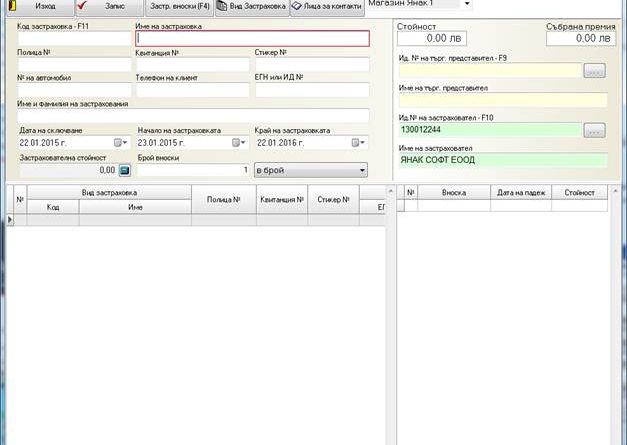 Изход Запис Застр. вноски (F4) Вид Застраховка Лица за контакти Магазин Янак 1
Код застраховка - F11 Име на застраховка
Стойност Събрана премия
0.00 лв 0.00 лв
Полица № Квитанция № Стикер №
Ид. № на търг. представител - F9
...
№ на автомобил Телефон на клиент ЕГН или ИД №
Име на търг. представител
Име и фамилия на застрахования
Ид.№ на застраховател - F10
130012244 ...
Дата на сключване Начало на застраховката Край на застраховката
22.01.2015 г. 23.01.2015 г. 22.01.2016 г.
Име на застраховател
ЯНАК СОФТ ЕООД
Застрахователна стойност Брой вноски
0,00 1 в брой
№ Вид застраховка Полица № Квитанция № Стикер №
Код Име ЕГ
№ Вноска Дата на падеж Стойност